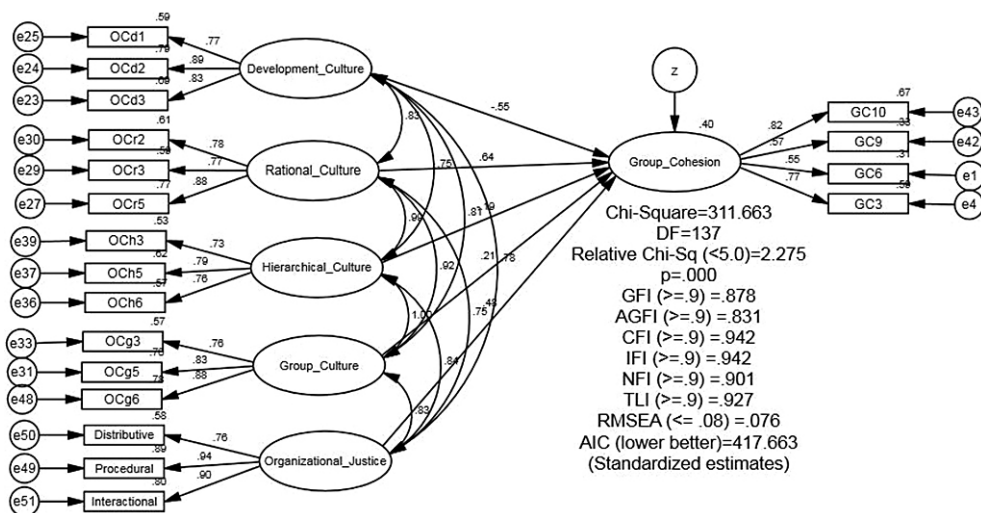 .59
e25 OCd1 .77
.79
e24 OCd2 .89 Development_Culture
.69
e23 OCd3 .83
.61
e30 OCr2 .78
e29 OCr3 .77 Rational_Culture
.77
e27 OCr5 .88
.53
e39 OCh3 .73
.62
e37 OCh5 .79 Hierarchical_Culture
.57
e36 OCh6 .76
.57
e33 OCg3 .76
e31 OCg5 .83 Group_Culture
.78
e48 OCg6 .88
.58
e50 Distributive .76
.89
e49 Procedural .94 Organizational_Justice
.80
e51 Interactional .90
.83
.75
.92
.75
.84
.83
-.55
.64
.21
.78
z
.40
Group_Cohesion
.67
.82 GC10 e43
.33
.57 GC9 e42
.31
.55 GC6 e1
.59
.77 GC3 e4
Chi-Square=311.663
DF=137
Relative Chi-Sq (<5.0)=2.275
p=.000
GFI (>=.9) =.878
AGFI (>=.9) =.831
CFI (>=.9) =.942
IFI (>=.9) =.942
NFI (>=.9) =.901
TLI (>=.9) =.927
RMSEA (<= .08) =.076
AIC (lower better)=417.663
(Standardized estimates)